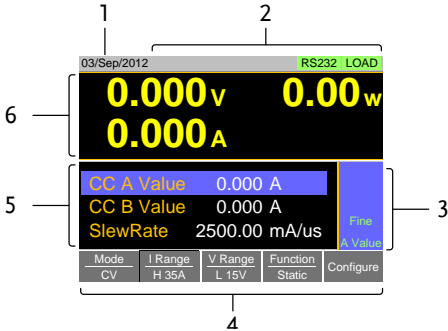 1
2
03/Sep/2012 RS232 LOAD
0.000 V 0.00 W
0.000 A
6
CC A Value 0.000 A
CC B Value 0.000 A
SlewRate 2500.00 mA/us
Fine
A Value
5
3
Mode I Range V Range Function Configure
CV H 35A L 15V Static
4